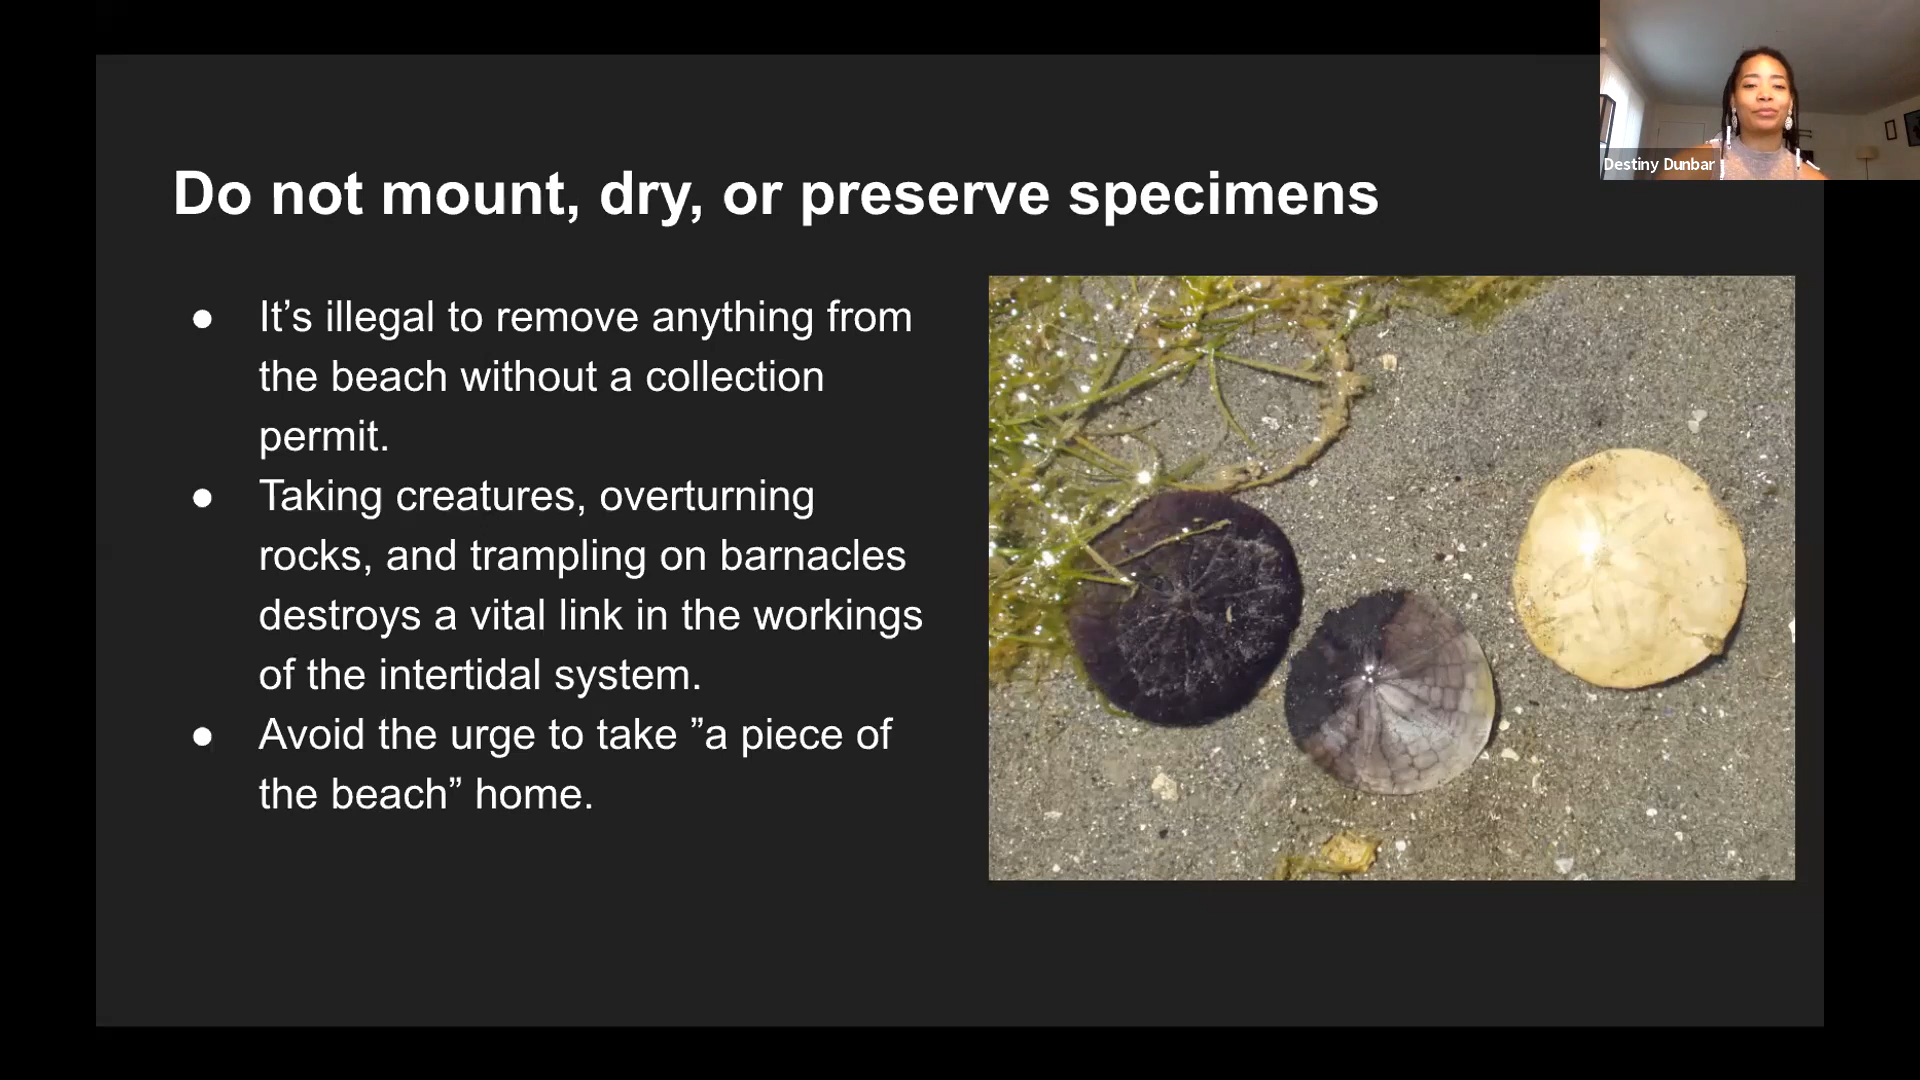 Destiny Dunbar
Do not mount, dry, or preserve specimens
● It’s illegal to remove anything from
the beach without a collection
permit.
● Taking creatures, overturning
rocks, and trampling on barnacles
destroys a vital link in the workings
of the intertidal system.
● Avoid the urge to take ”a piece of
the beach” home.